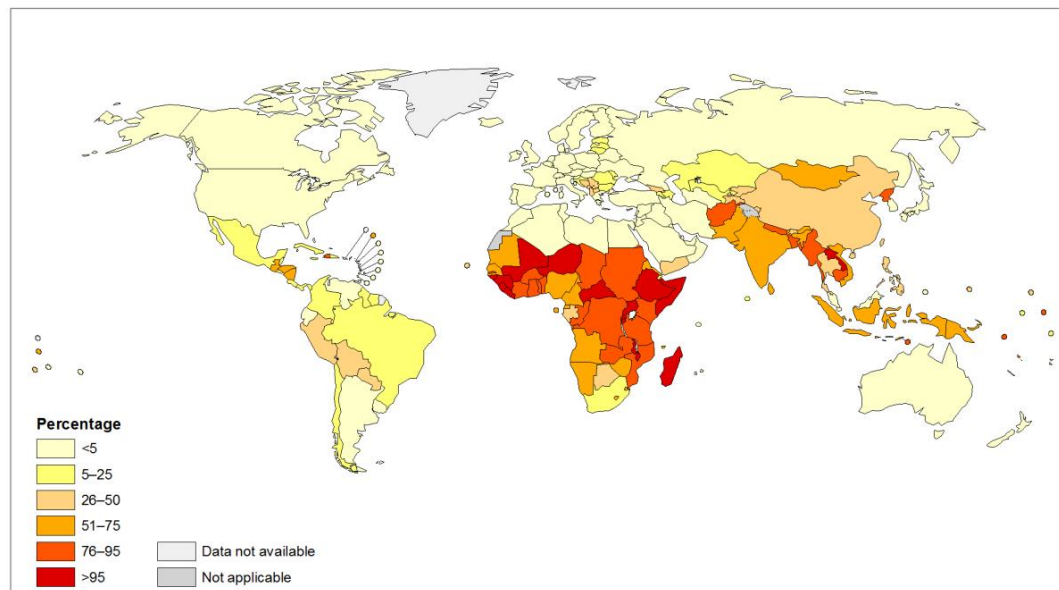 Percentage
<5
5–25
26–50
51–75
76–95
>95
Data not available
Not applicable